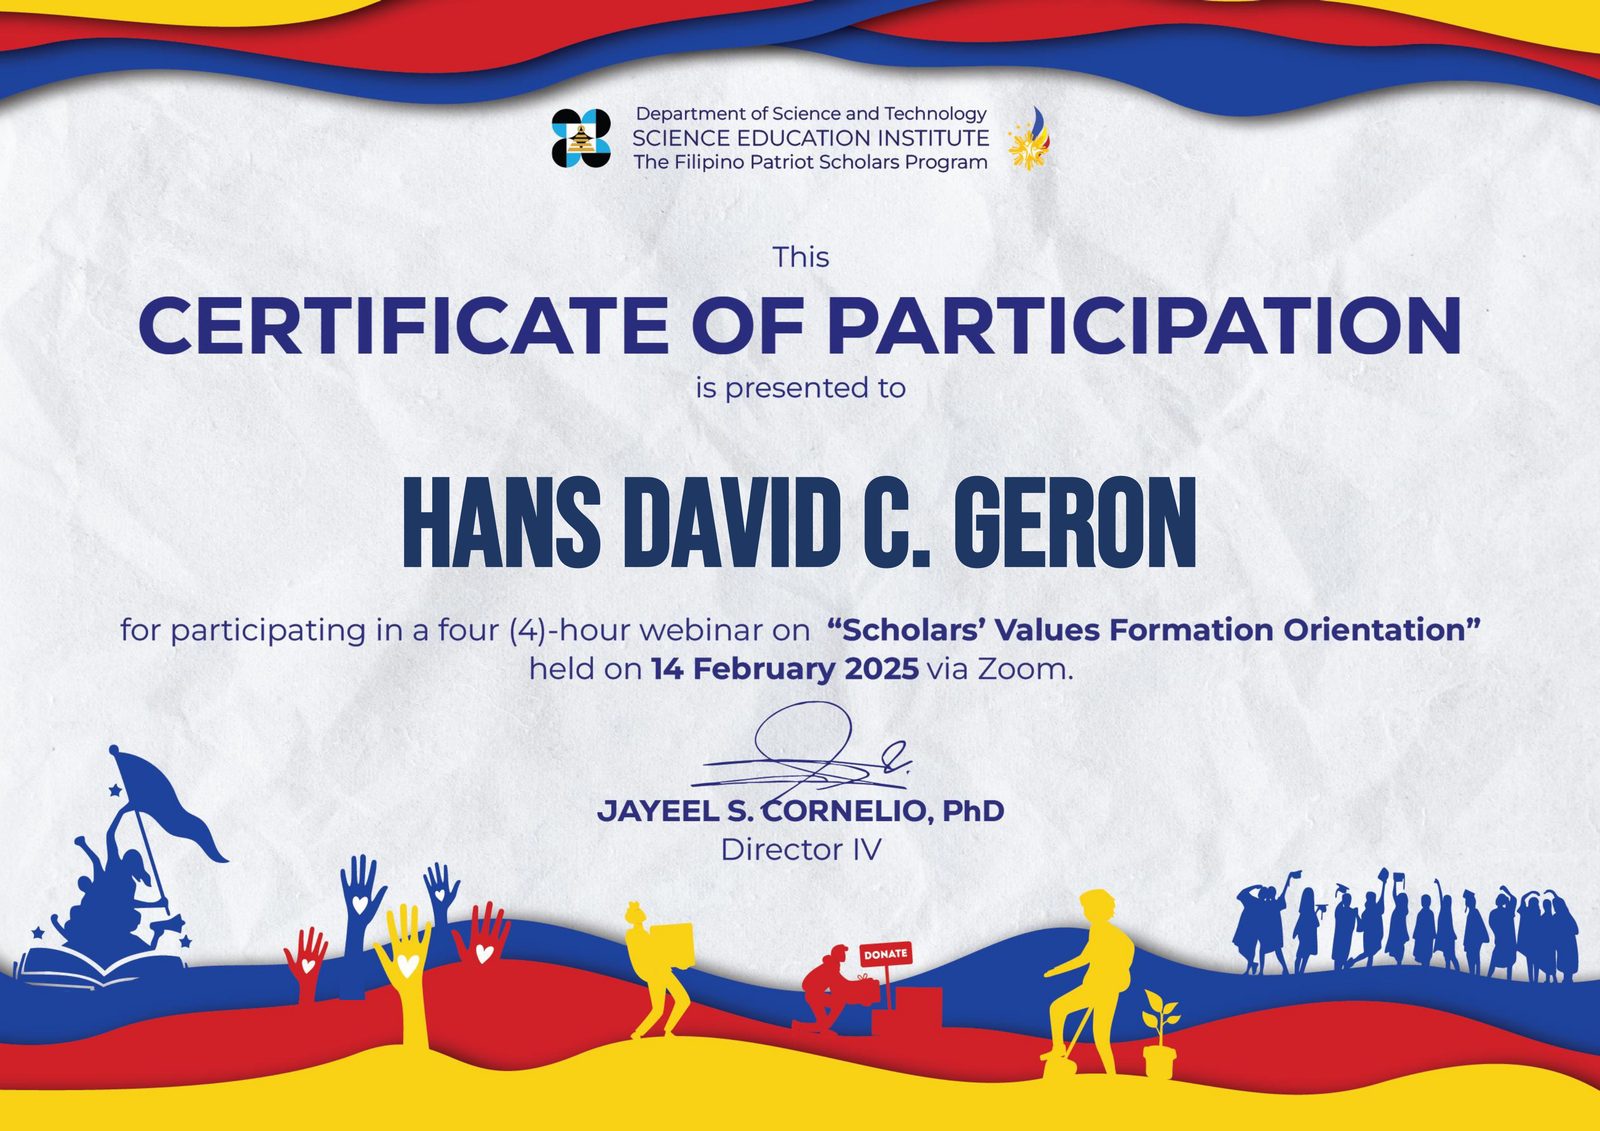 Department of Science and Technology
SCIENCE EDUCATION INSTITUTE
The Filipino Patriot Scholars Program
This
CERTIFICATE OF PARTICIPATION
is presented to
HANS DAVID C. GERON
for participating in a four (4)-hour webinar on “Scholars’ Values Formation Orientation”
held on 14 February 2025 via Zoom.
JAYEEL S. CORNELIO, PhD
Director IV
DONATE